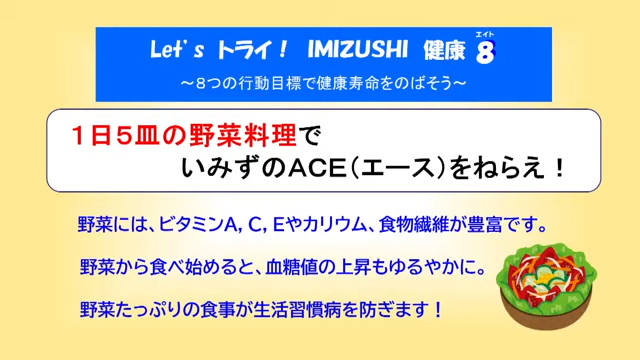 Let's トライ！ IMIZUSHI 健康 8
エイト
～８つの行動目標で健康寿命をのばそう～
１日５皿の野菜料理で
いみずのＡＣＥ（エース）をねらえ！
野菜には、ビタミンA，C，Eやカリウム、食物繊維が豊富です。
野菜から食べ始めると、血糖値の上昇もゆるやかに。
野菜たっぷりの食事が生活習慣病を防ぎます！